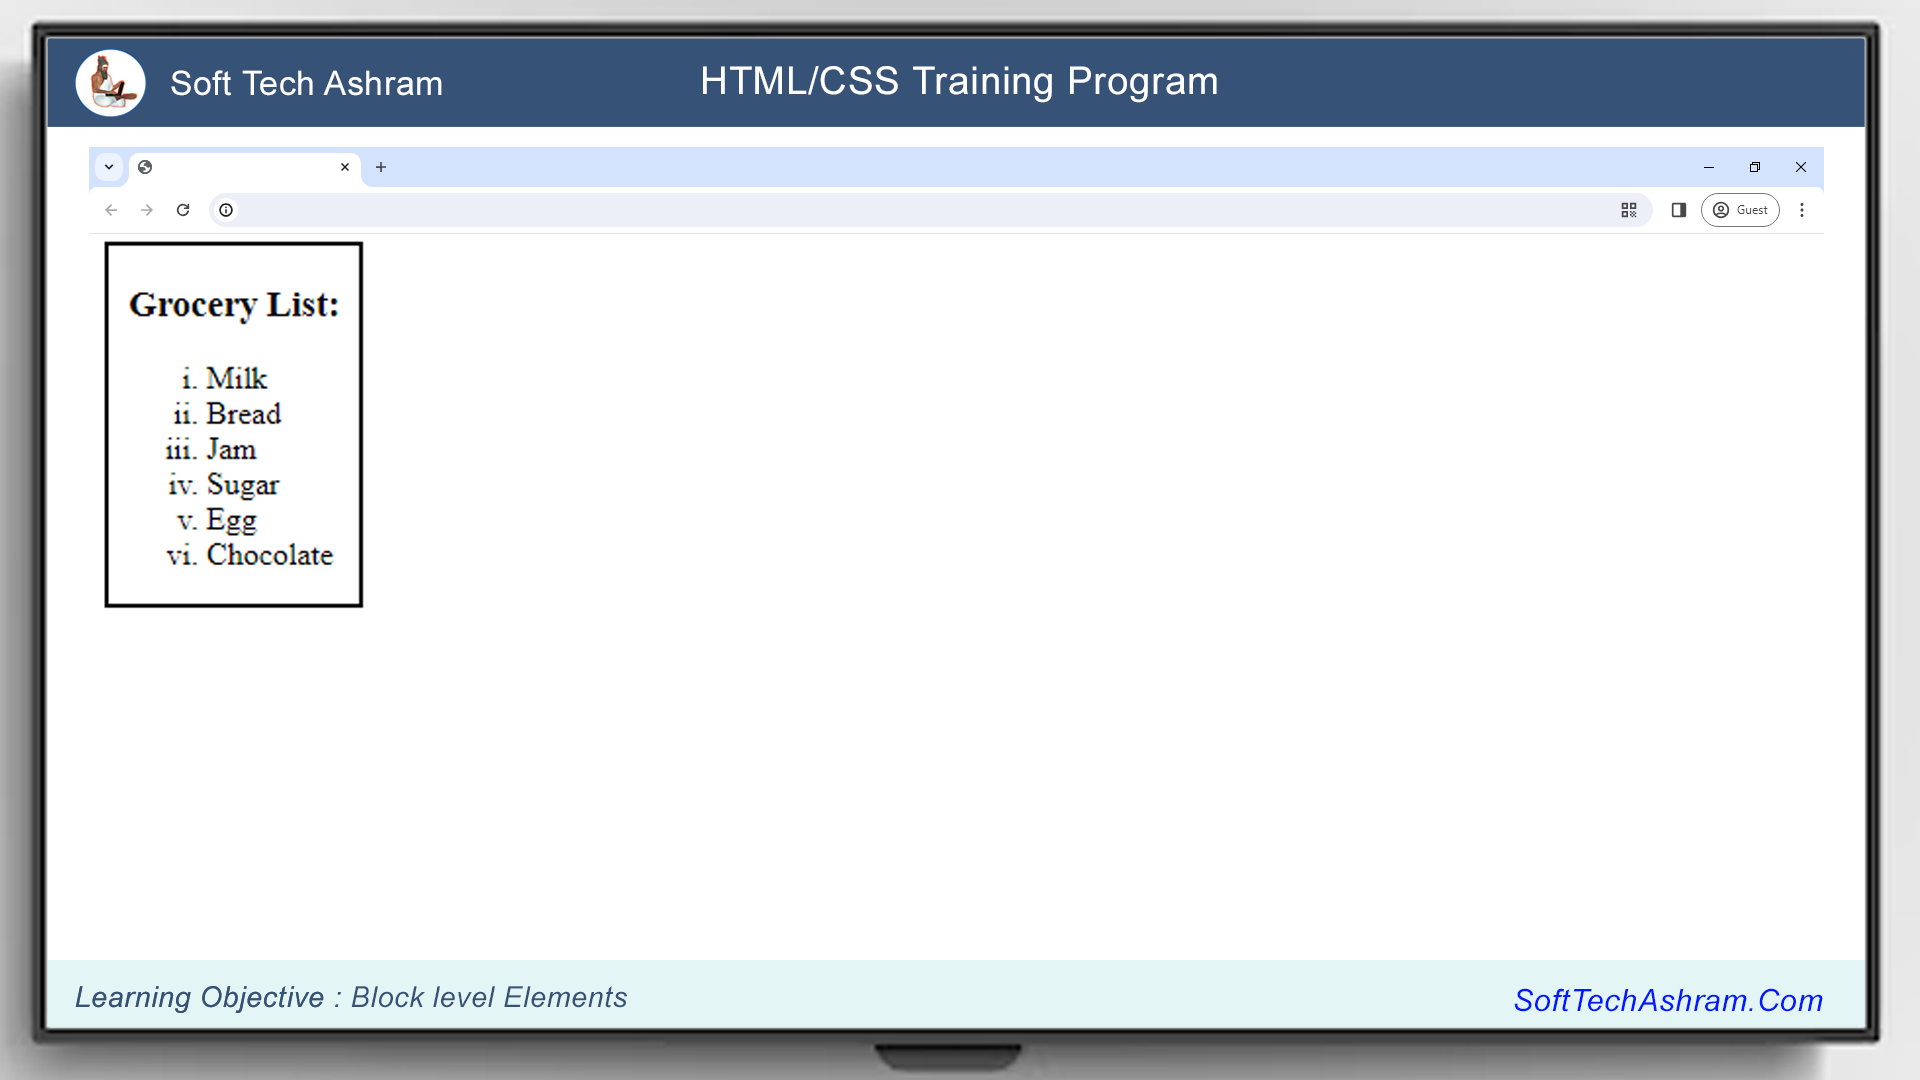 Soft Tech Ashram
HTML/CSS Training Program
Guest
Grocery List:
i. Milk
ii. Bread
iii. Jam
iv. Sugar
v. Egg
vi. Chocolate
Learning Objective : Block level Elements
SoftTechAshram.Com